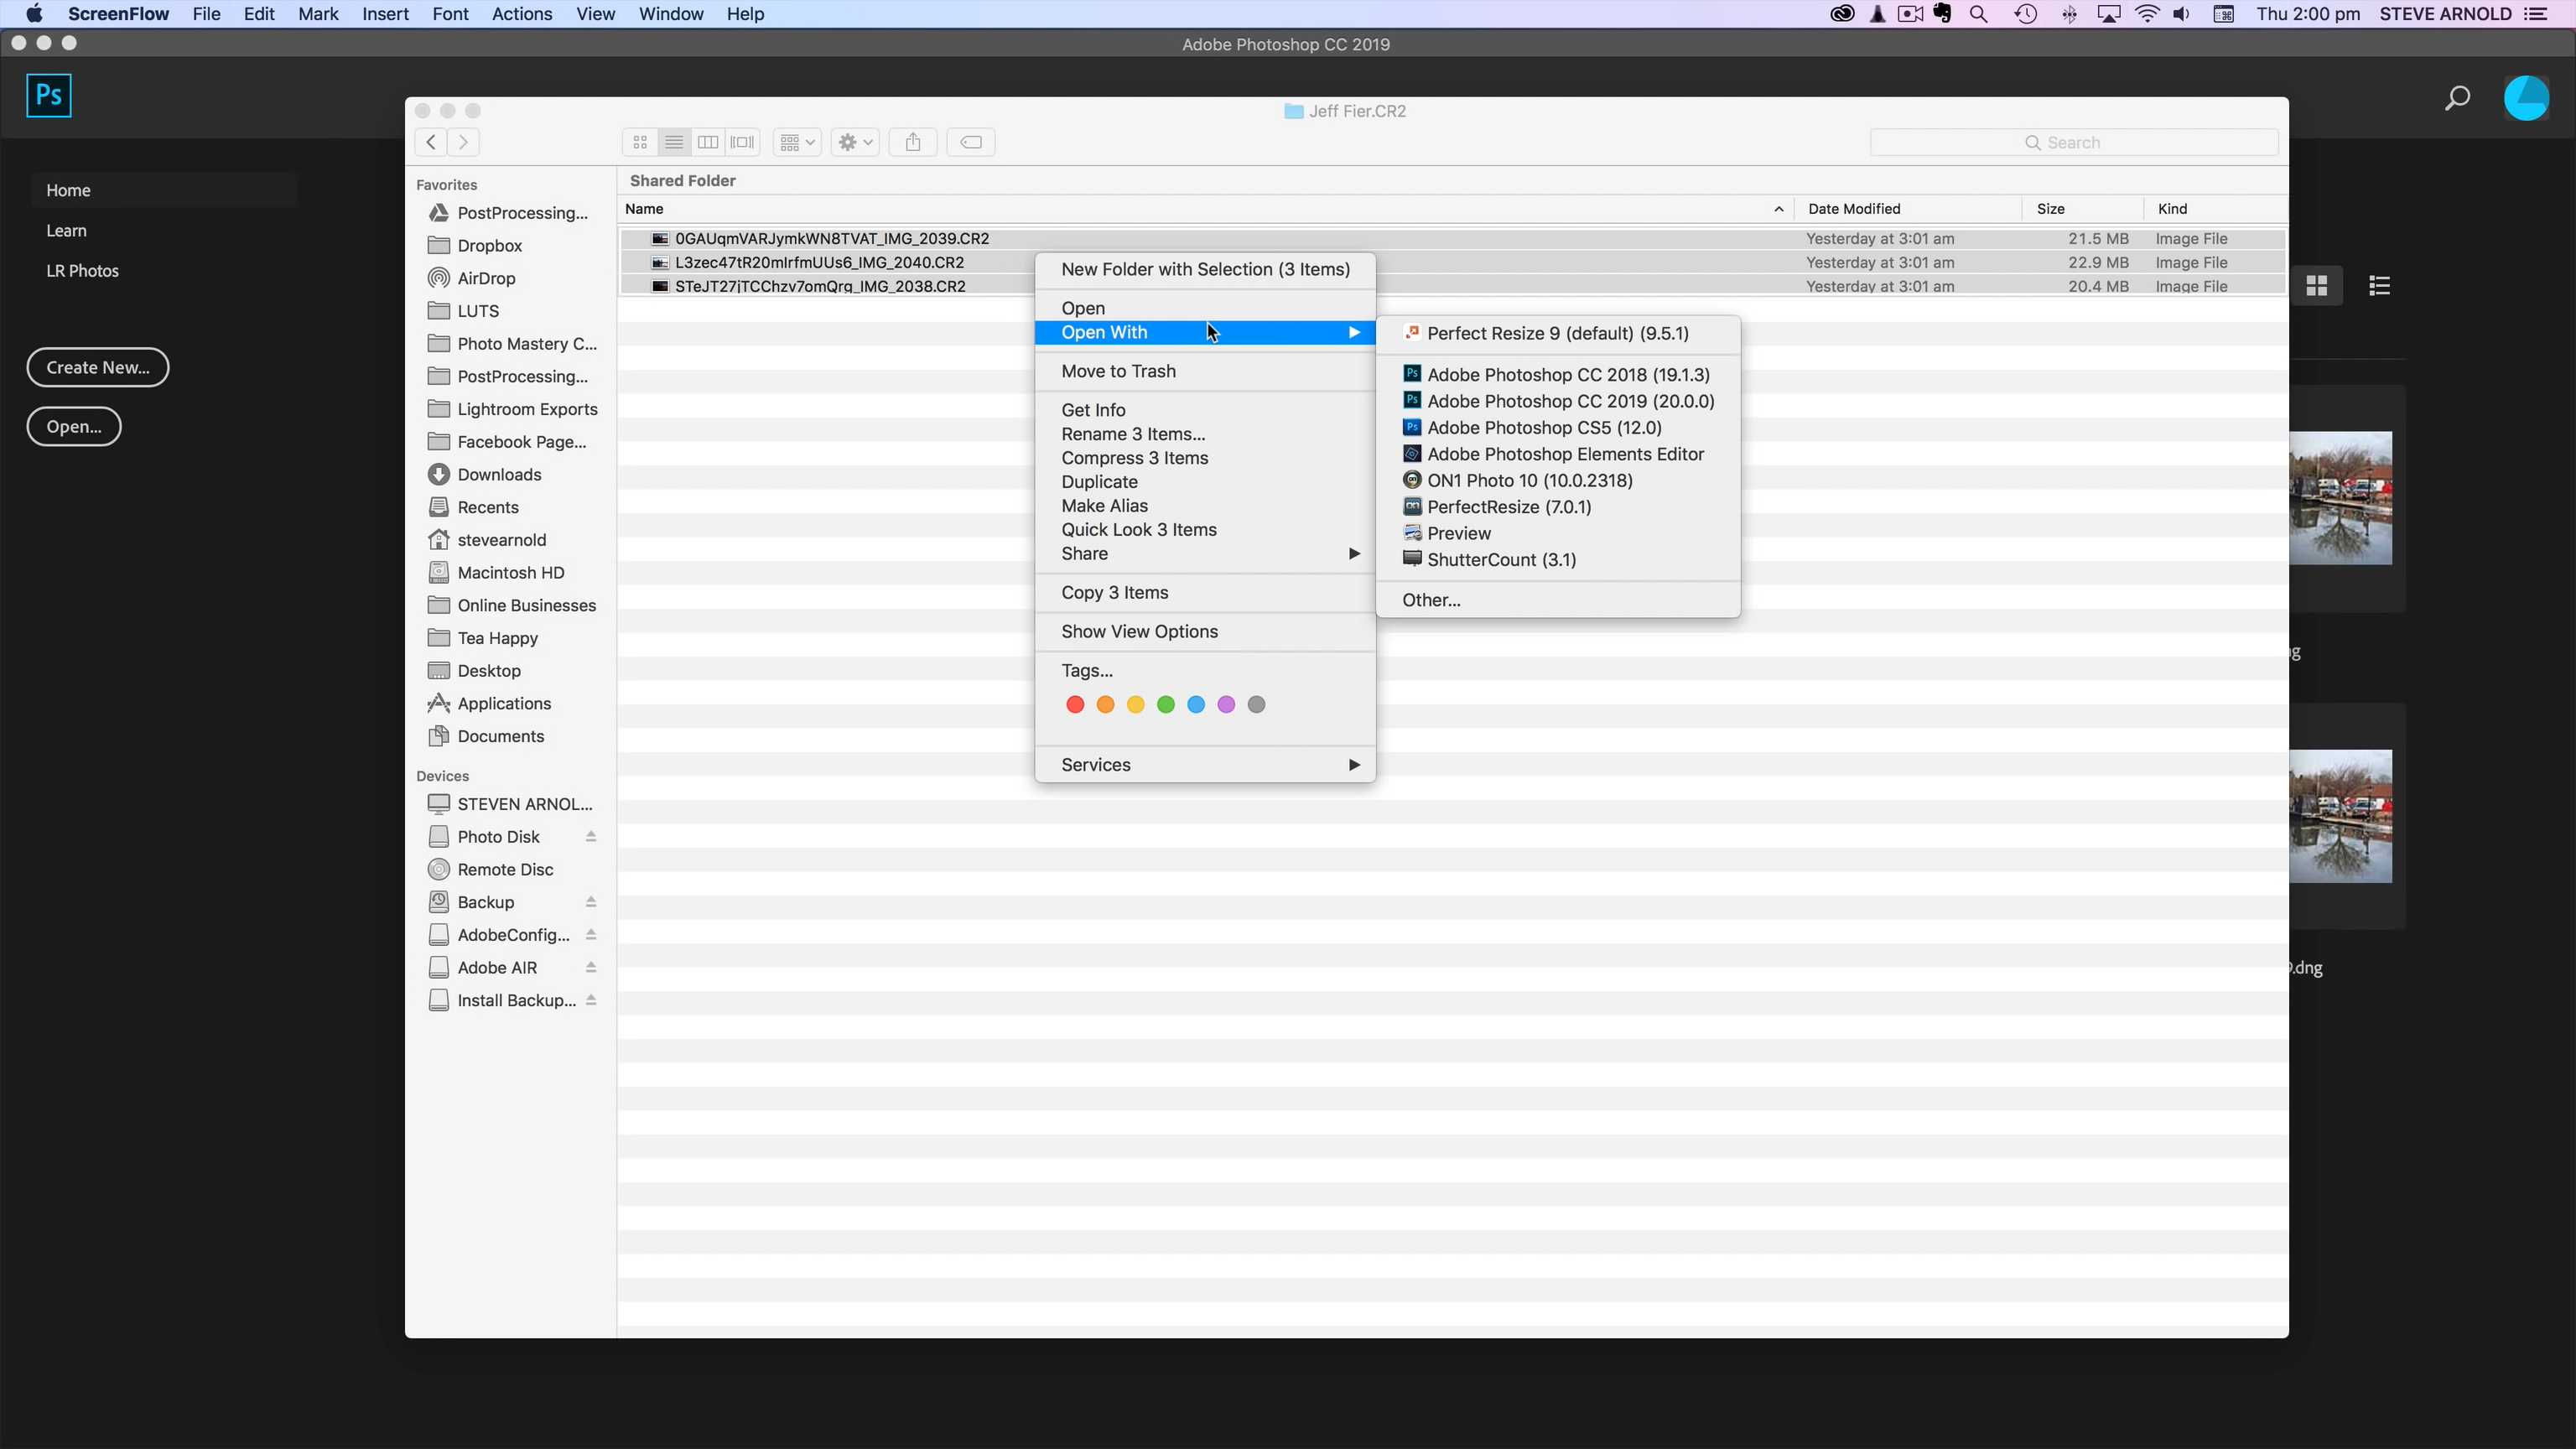 ScreenFlow File Edit Mark Insert Font Actions View Window Help Thu 2:00 pm STEVE ARNOLD
Adobe Photoshop CC 2019
Ps
Jeff Fier.CR2
Search
Home
Learn
LR Photos
Create New...
Open...
Favorites
PostProcessing...
Dropbox
AirDrop
LUTS
Photo Mastery C...
PostProcessing...
Lightroom Exports
Facebook Page...
Downloads
Recents
stevearnold
Macintosh HD
Online Businesses
Tea Happy
Desktop
Applications
Documents
Devices
STEVEN ARNOL...
Photo Disk
Remote Disc
Backup
AdobeConfig...
Adobe AIR
Install Backup...
Shared Folder
Name Date Modified Size Kind
0GAUqmVARJymkWN8TVAT_IMG_2039.CR2 Yesterday at 3:01 am 21.5 MB Image File
L3zec47tR20mIrfmUUs6_IMG_2040.CR2 Yesterday at 3:01 am 22.9 MB Image File
STeJT27jTCChzv7omQrg_IMG_2038.CR2 Yesterday at 3:01 am 20.4 MB Image File
New Folder with Selection (3 Items)
Open
Open With
Move to Trash
Get Info
Rename 3 Items...
Compress 3 Items
Duplicate
Make Alias
Quick Look 3 Items
Share
Copy 3 Items
Show View Options
Tags...
Services
Perfect Resize 9 (default) (9.5.1)
Adobe Photoshop CC 2018 (19.1.3)
Adobe Photoshop CC 2019 (20.0.0)
Adobe Photoshop CS5 (12.0)
Adobe Photoshop Elements Editor
ON1 Photo 10 (10.0.2318)
PerfectResize (7.0.1)
Preview
ShutterCount (3.1)
Other...
.dng